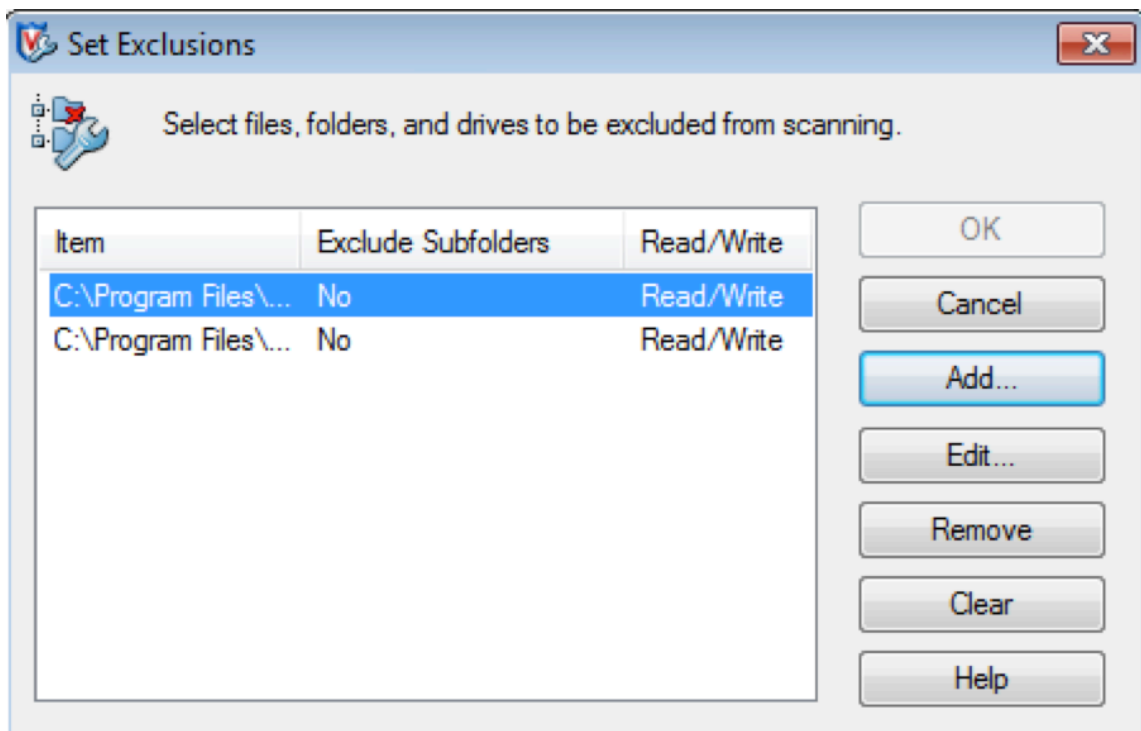 Set Exclusions
Select files, folders, and drives to be excluded from scanning.
Item Exclude Subfolders Read/Write
C:\Program Files\... No Read/Write
C:\Program Files\... No Read/Write
OK
Cancel
Add...
Edit...
Remove
Clear
Help